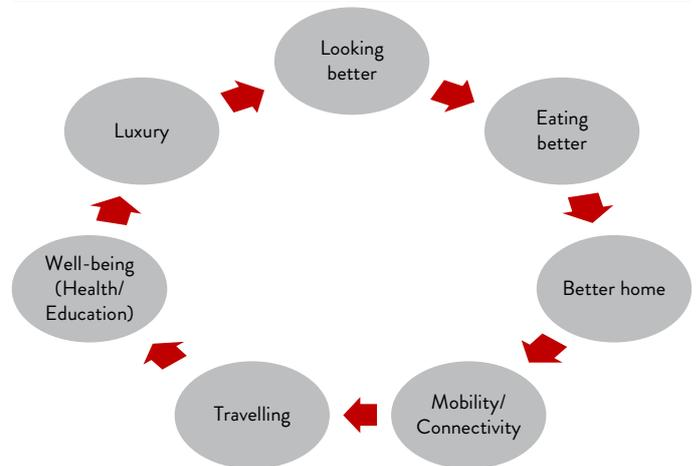 Looking
better
Eating
better
Better home
Mobility/
Connectivity
Travelling
Well-being
(Health/
Education)
Luxury